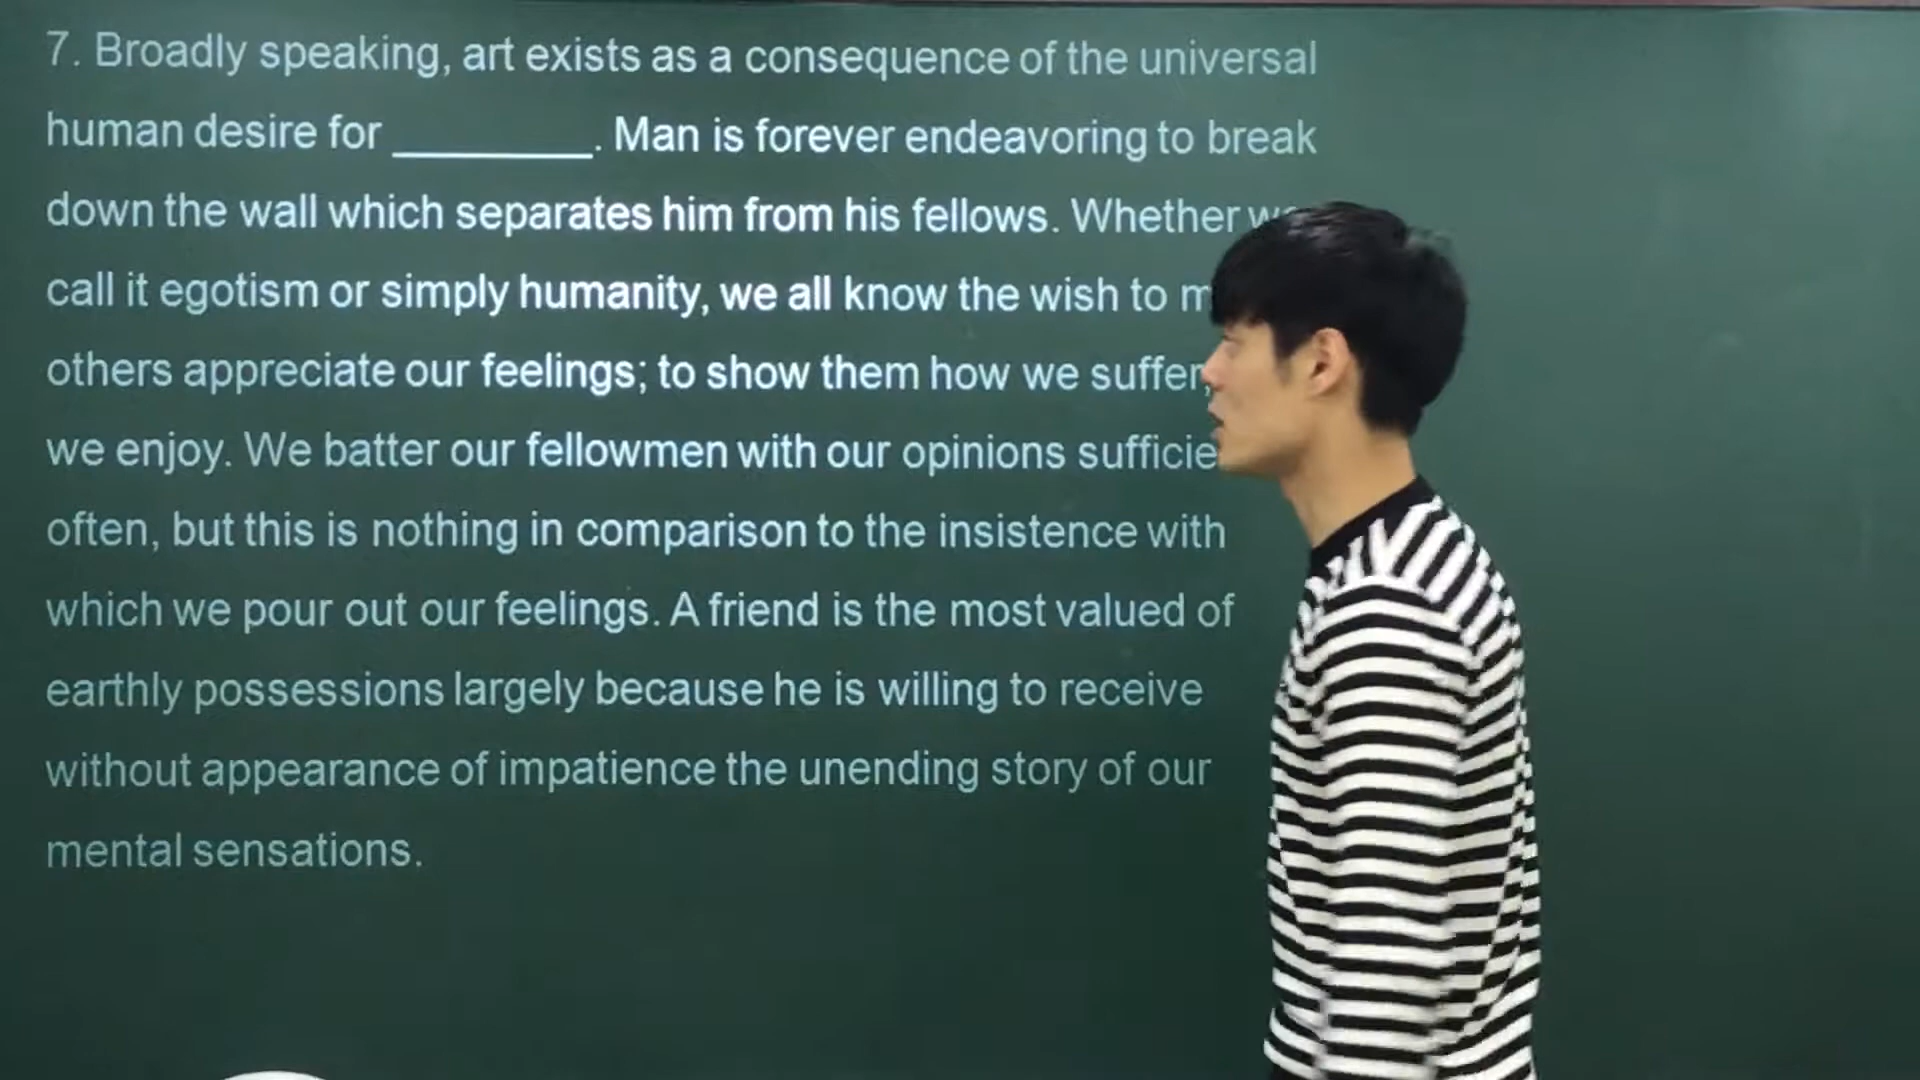 7. Broadly speaking, art exists as a consequence of the universal
human desire for ________. Man is forever endeavoring to break
down the wall which separates him from his fellows. Whether
call it egotism or simply humanity, we all know the wish to
others appreciate our feelings; to show them how we suffer,
we enjoy. We batter our fellowmen with our opinions
often, but this is nothing in comparison to the insistence with
which we pour out our feelings. A friend is the most valued of
earthly possessions largely because he is willing to receive
without appearance of impatience the unending story of our
mental sensations.